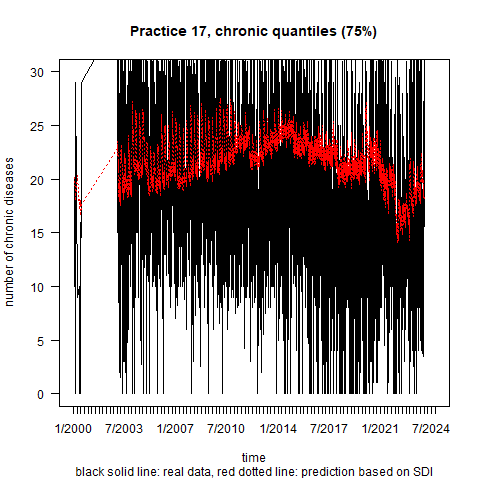 Practice 17, chronic quantiles (75%)
number of chronic diseases
30
25
20
15
10
5
0
1/2000 7/2003 1/2007 7/2010 1/2014 7/2017 1/2021 7/2024
time
black solid line: real data, red dotted line: prediction based on SDI